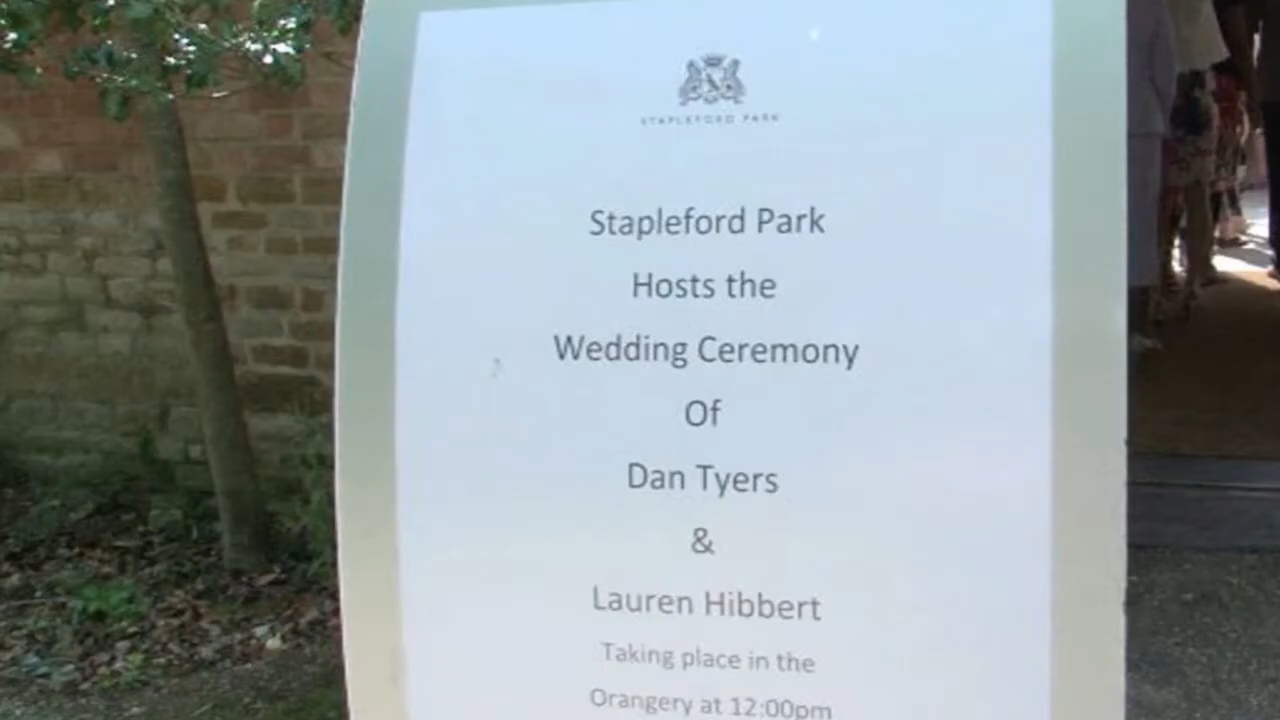 STAPLEFORD PARK
Stapleford Park
Hosts the
Wedding Ceremony
Of
Dan Tyers
&
Lauren Hibbert
Taking place in the
Orangery at 12:00pm